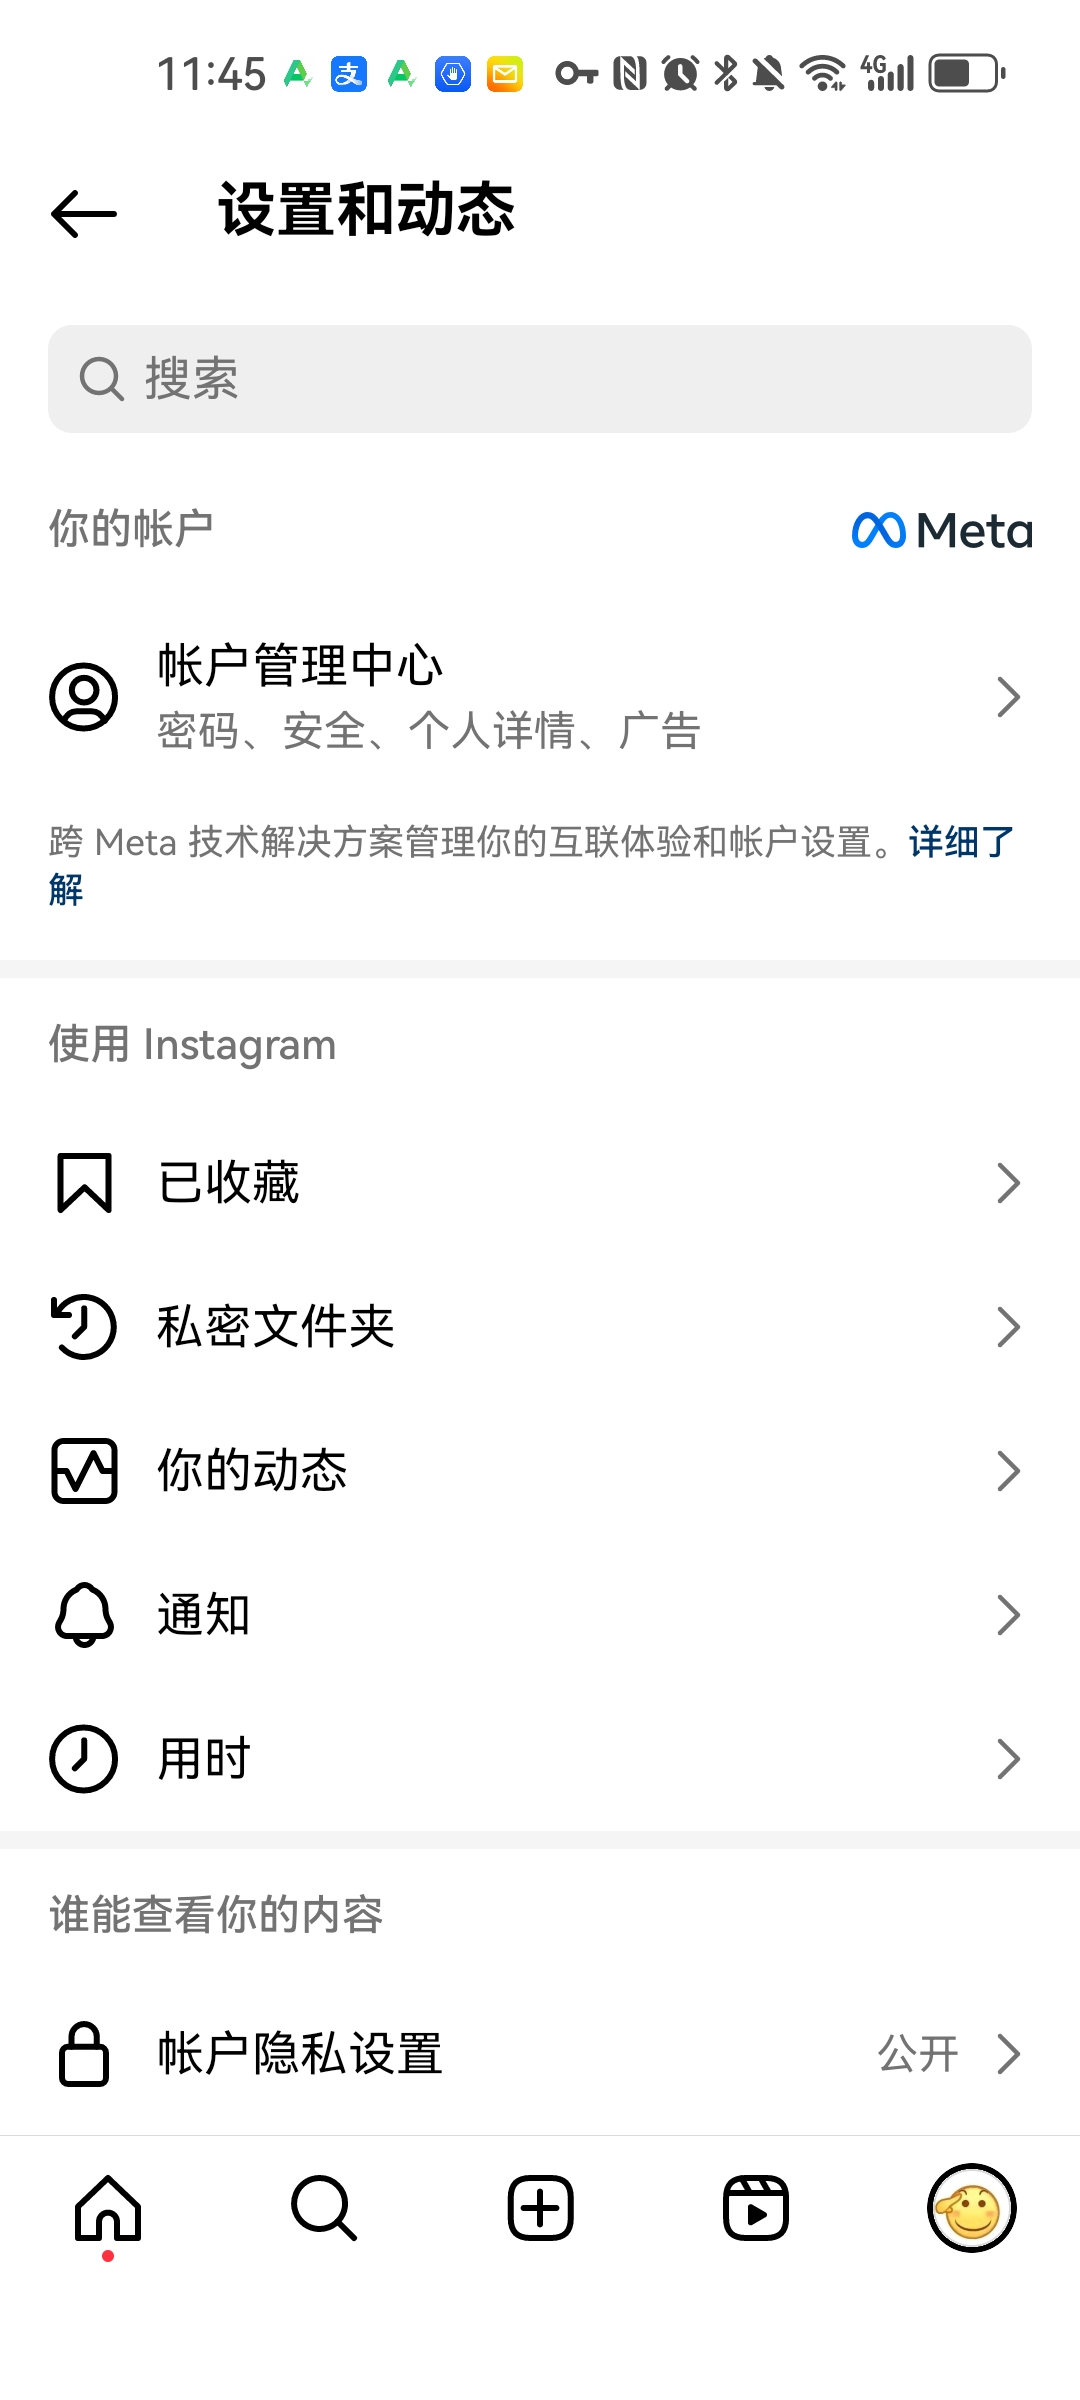 11:45 支 4G
设置和动态
搜索
你的帐户 Meta
帐户管理中心
密码、安全、个人详情、广告
跨 Meta 技术解决方案管理你的互联体验和帐户设置。详细了
解
使用 Instagram
已收藏
私密文件夹
你的动态
通知
用时
谁能查看你的内容
帐户隐私设置 公开